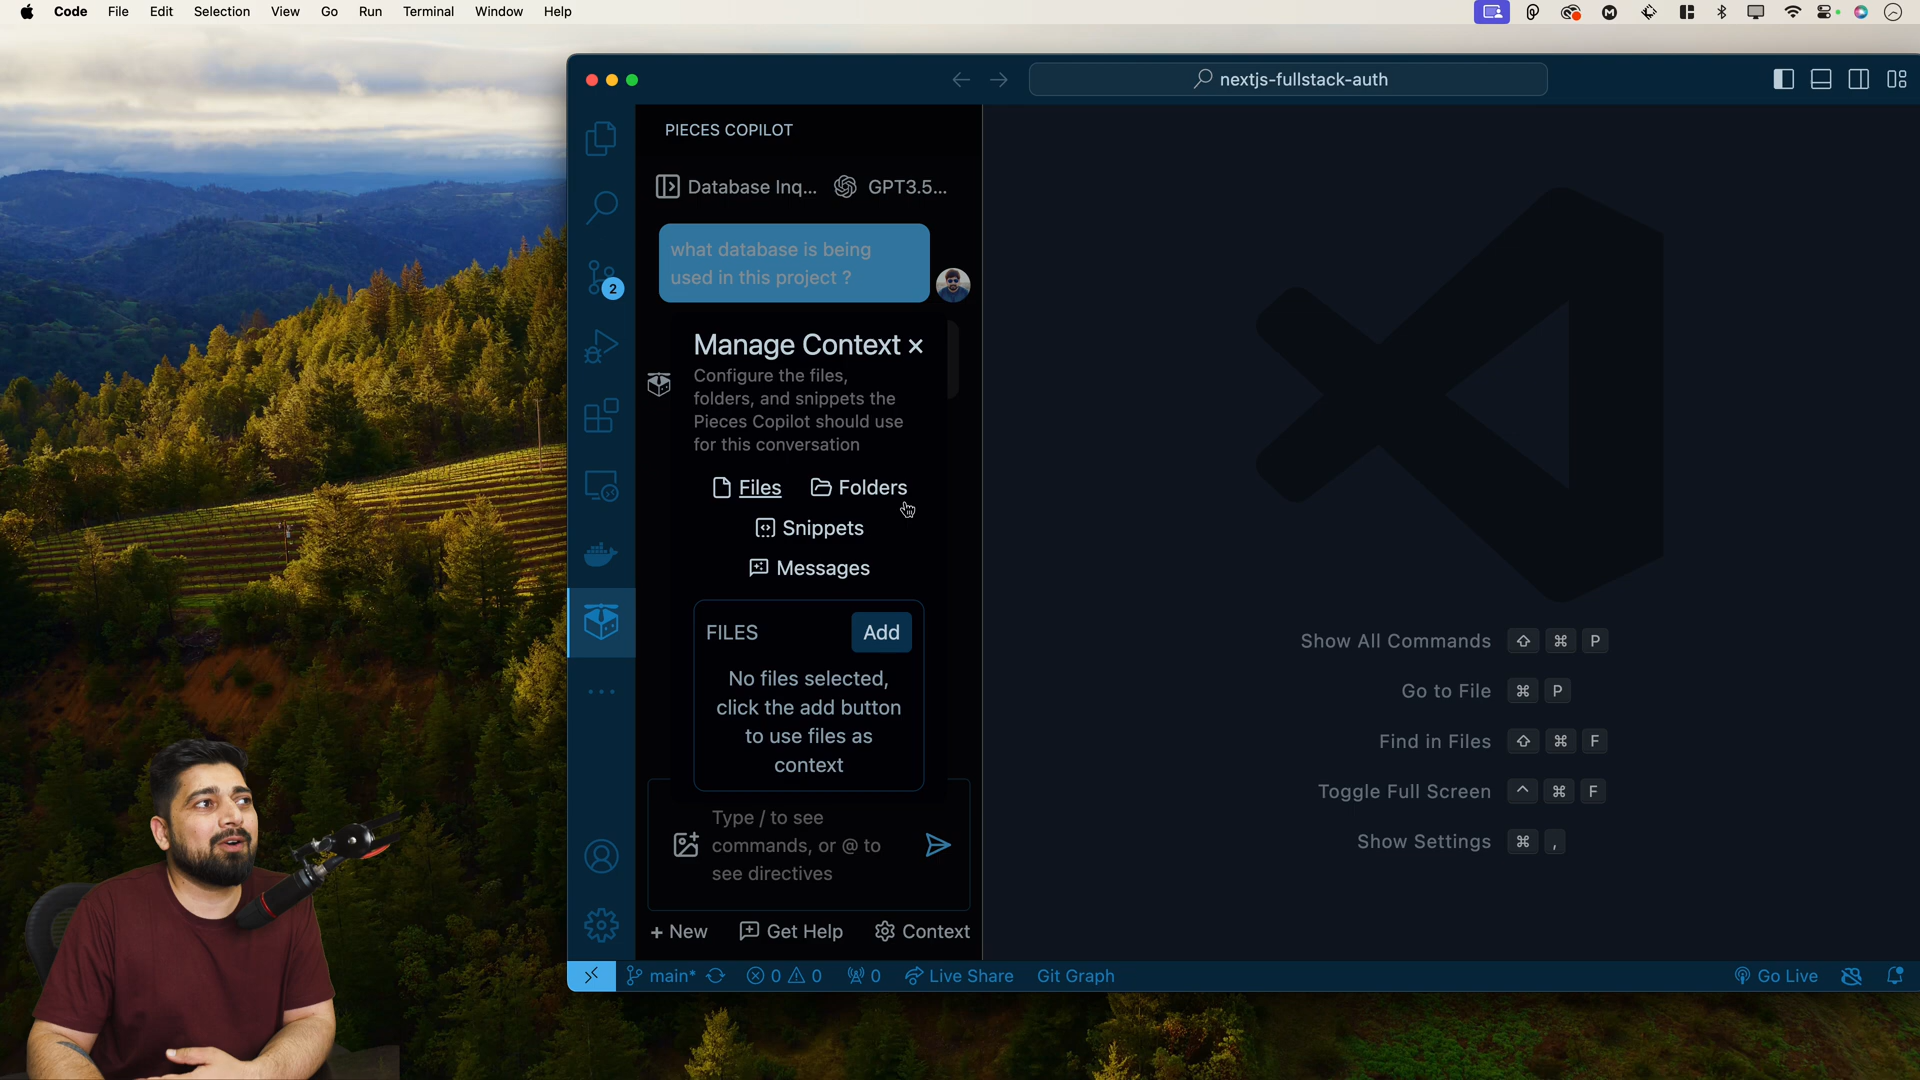 Code File Edit Selection View Go Run Terminal Window Help
nextjs-fullstack-auth
PIECES COPILOT
Database Inq... GPT3.5...
what database is being
used in this project ?
2
Manage Context
Configure the files,
folders, and snippets the
Pieces Copilot should use
for this conversation
Files Folders
Snippets
Messages
FILES Add
No files selected,
click the add button
to use files as
context
Type / to see
commands, or @ to
see directives
+ New Get Help Context
Show All Commands ⇧ ⌘ P
Go to File ⌘ P
Find in Files ⇧ ⌘ F
Toggle Full Screen ^ ⌘ F
Show Settings ⌘ ,
main* 0 0 0 Live Share Git Graph Go Live